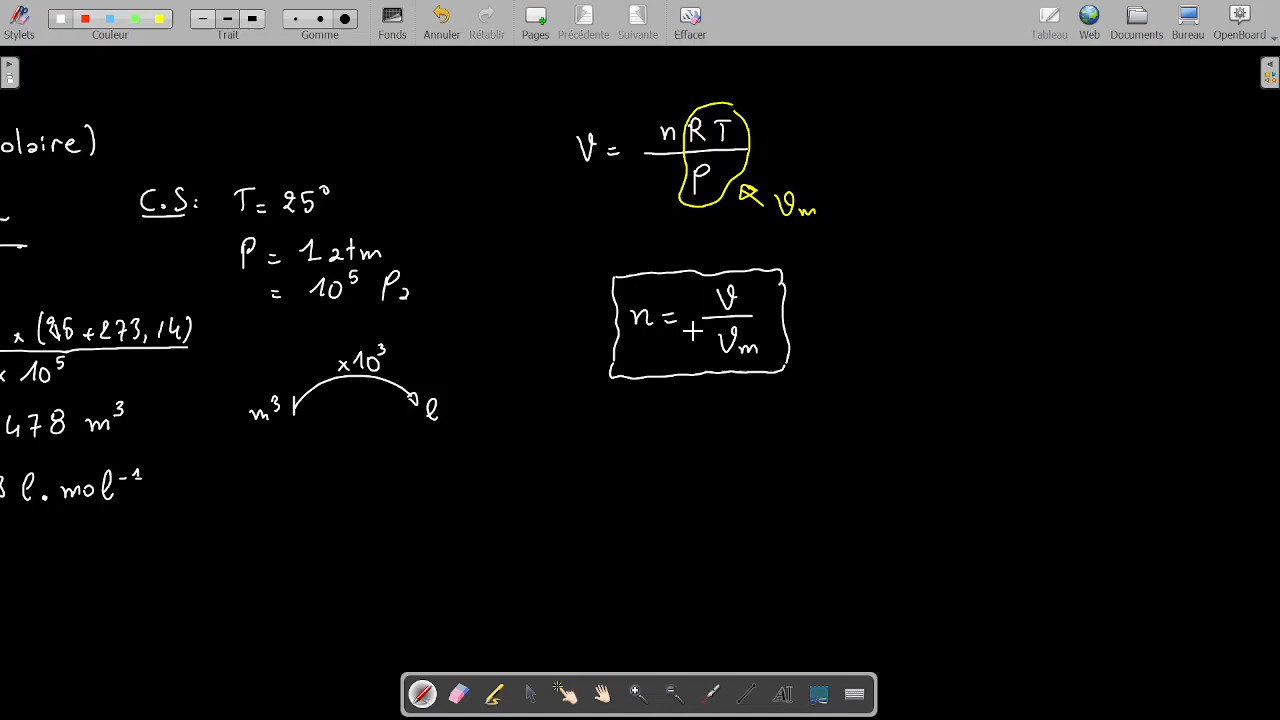 Stylets
Couleur
Trait
Gomme
Fonds
Annuler
Rétablir
Pages
Précédente
Suivante
Effacer
Tableau
Web
Documents
Bureau
OpenBoard
olaire)
C.S: T = 25°
P = 1 atm
= 10⁵ Pa
x (25 + 273,14)
x 10⁵
478 m³
l. mol⁻¹
x10³
m³ l
V = nRT / P
Vm
n = V / Vm
AI